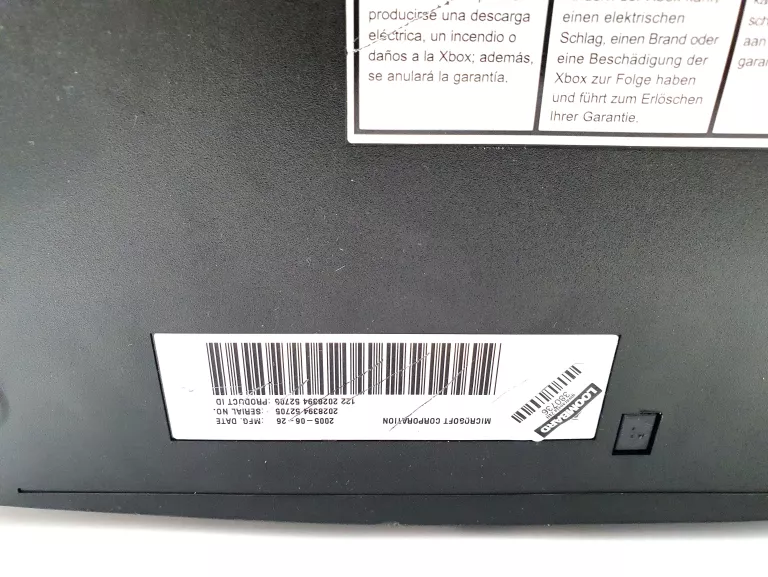 producirse una descarga
eléctrica, un incendio o
daños a la Xbox; además,
se anulará la garantía.
einen elektrischen
Schlag, einen Brand oder
eine Beschädigung der
Xbox zur Folge haben
und führt zum Erlöschen
Ihrer Garantie.
aan
MICROSOFT CORPORATION
MFG. DATE: 2005-06-26
SERIAL NO.: 2028394 52705
PRODUCT ID: 122 2028394 52705
LOOMBARD
380736